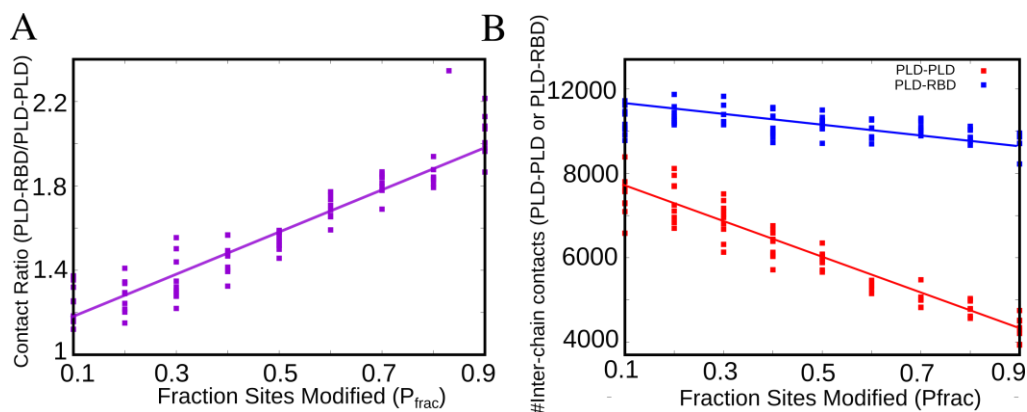 A
Contact Ratio (PLD-RBD/PLD-PLD)
2.2
1.8
1.4
1
0.1 0.3 0.5 0.7 0.9
Fraction Sites Modified (Pfrac)
B
#Inter-chain contacts (PLD-PLD or PLD-RBD)
PLD-PLD
PLD-RBD
12000
8000
6000
4000
0.1 0.3 0.5 0.7 0.9
Fraction Sites Modified (Pfrac)